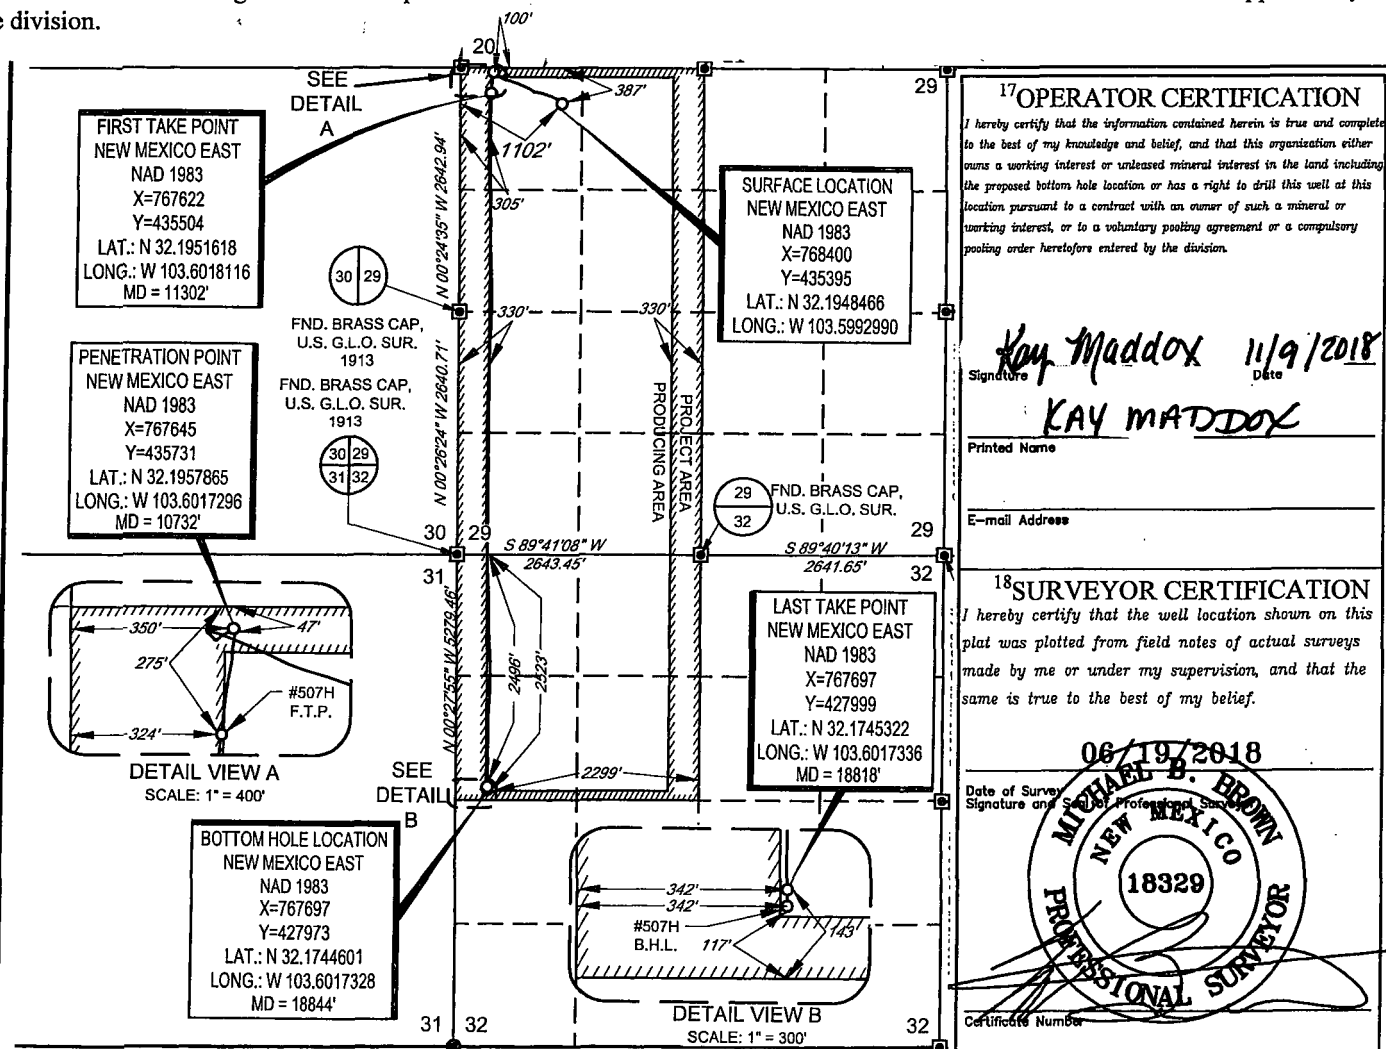 e division.
100'
20
SEE
DETAIL
A
387'
29
1102'
305'
N 00°24'35" W 2642.94'
FIRST TAKE POINT
NEW MEXICO EAST
NAD 1983
X=767622
Y=435504
LAT.: N 32.1951618
LONG.: W 103.6018116
MD = 11302'
SURFACE LOCATION
NEW MEXICO EAST
NAD 1983
X=768400
Y=435395
LAT.: N 32.1948466
LONG.: W 103.5992990
30 29
FND. BRASS CAP,
U.S. G.L.O. SUR.
1913
330'
330'
FND. BRASS CAP,
U.S. G.L.O. SUR.
1913
30 29
31 32
N 00°26'24" W 2640.71'
PRODUCING AREA
PROJECT AREA
PENETRATION POINT
NEW MEXICO EAST
NAD 1983
X=767645
Y=435731
LAT.: N 32.1957865
LONG.: W 103.6017296
MD = 10732'
29
32
FND. BRASS CAP,
U.S. G.L.O. SUR.
30 29
S 89°41'08" W
2643.45'
S 89°40'13" W
2641.65'
29
31
32
N 00°27'55" W 5279.46'
2496'
2523'
350'
47'
275'
#507H
F.T.P.
324'
DETAIL VIEW A
SCALE: 1" = 400'
LAST TAKE POINT
NEW MEXICO EAST
NAD 1983
X=767697
Y=427999
LAT.: N 32.1745322
LONG.: W 103.6017336
MD = 18818'
SEE
DETAIL
B
2299'
BOTTOM HOLE LOCATION
NEW MEXICO EAST
NAD 1983
X=767697
Y=427973
LAT.: N 32.1744601
LONG.: W 103.6017328
MD = 18844'
342'
342'
#507H
B.H.L.
117'
143'
DETAIL VIEW B
SCALE: 1" = 300'
31 32
32
17OPERATOR CERTIFICATION
I hereby certify that the information contained herein is true and complete
to the best of my knowledge and belief, and that this organization either
owns a working interest or unleased mineral interest in the land including
the proposed bottom hole location or has a right to drill this well at this
location pursuant to a contract with an owner of such a mineral or
working interest, or to a voluntary pooling agreement or a compulsory
pooling order heretofore entered by the division.
Kay Maddox 11/9/2018
Signature Date
KAY MADDOX
Printed Name
E-mail Address
18SURVEYOR CERTIFICATION
I hereby certify that the well location shown on this
plat was plotted from field notes of actual surveys
made by me or under my supervision, and that the
same is true to the best of my belief.
06/19/2018
Date of Survey
Signature and Seal of Professional Surveyor
MICHAEL B. BROWN
NEW MEXICO
18329
PROFESSIONAL SURVEYOR
Certificate Number